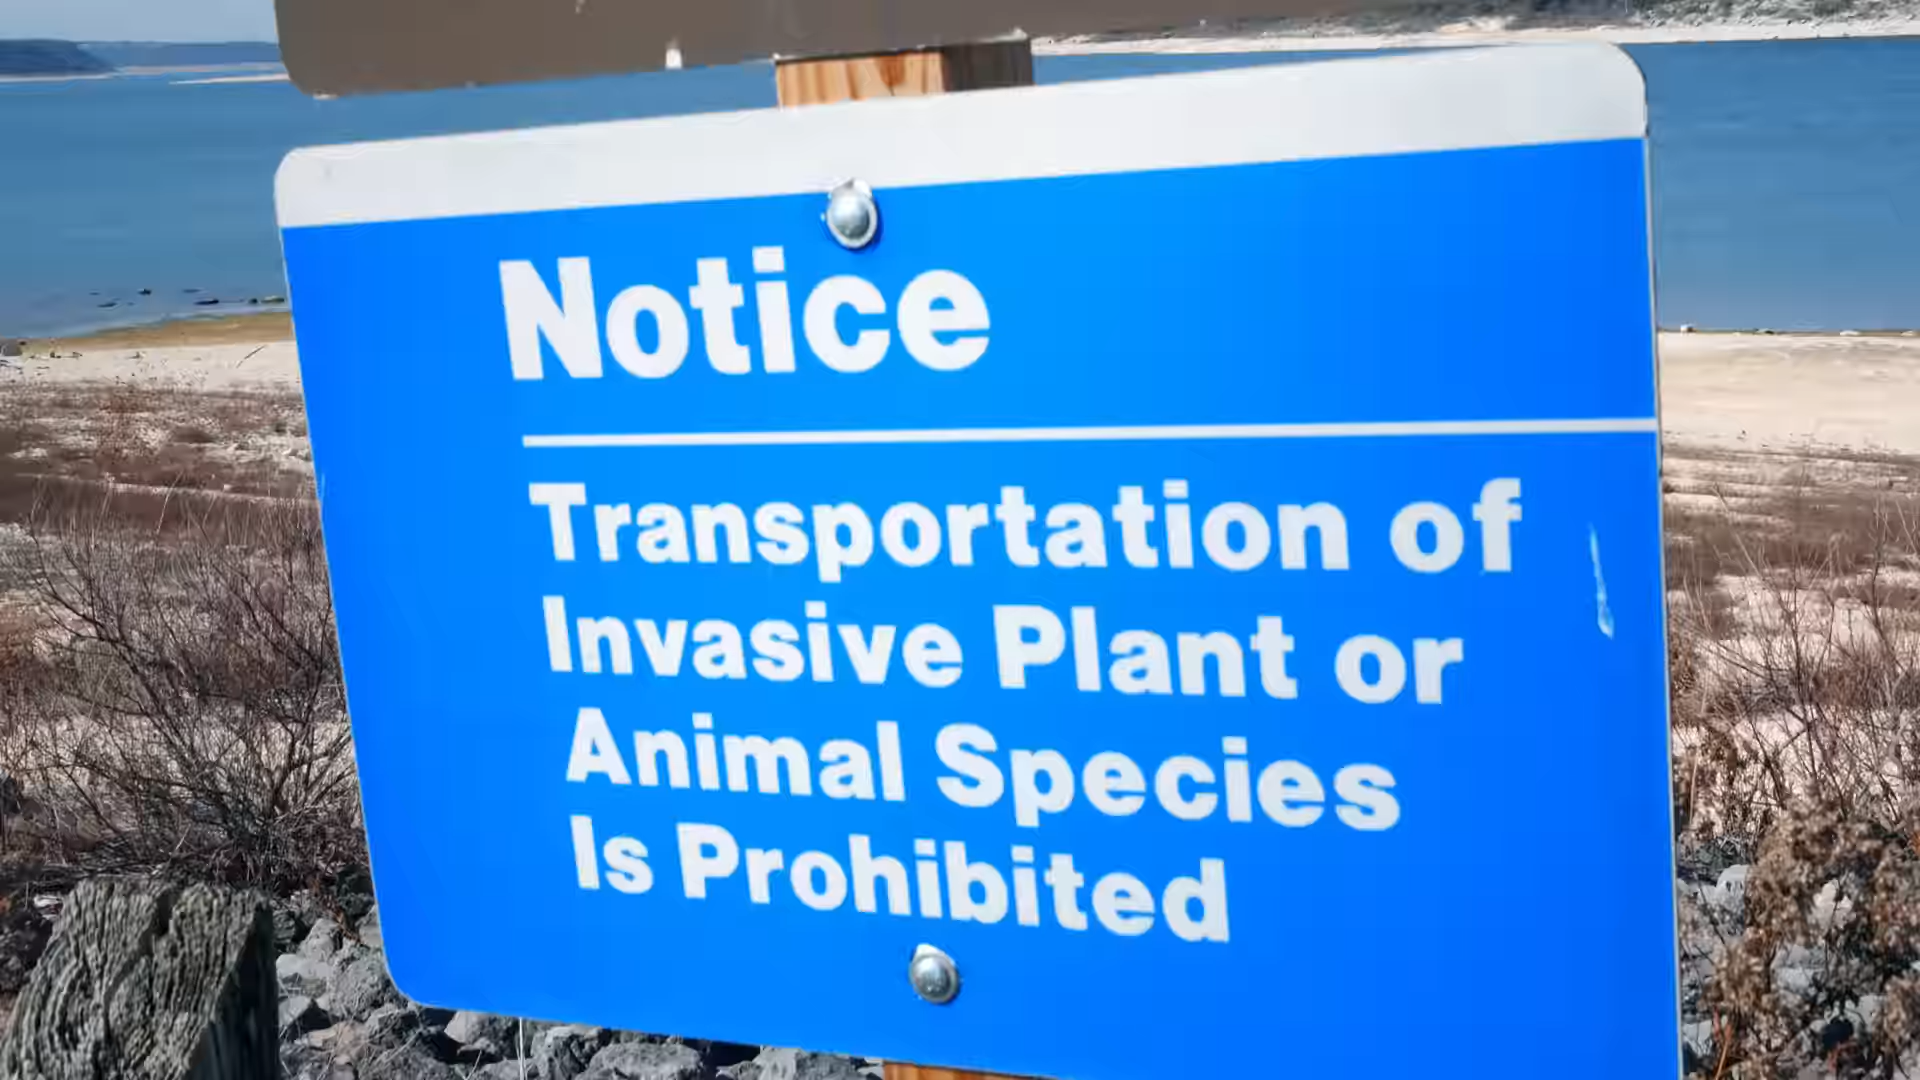 Notice
Transportation of
Invasive Plant or
Animal Species
Is Prohibited